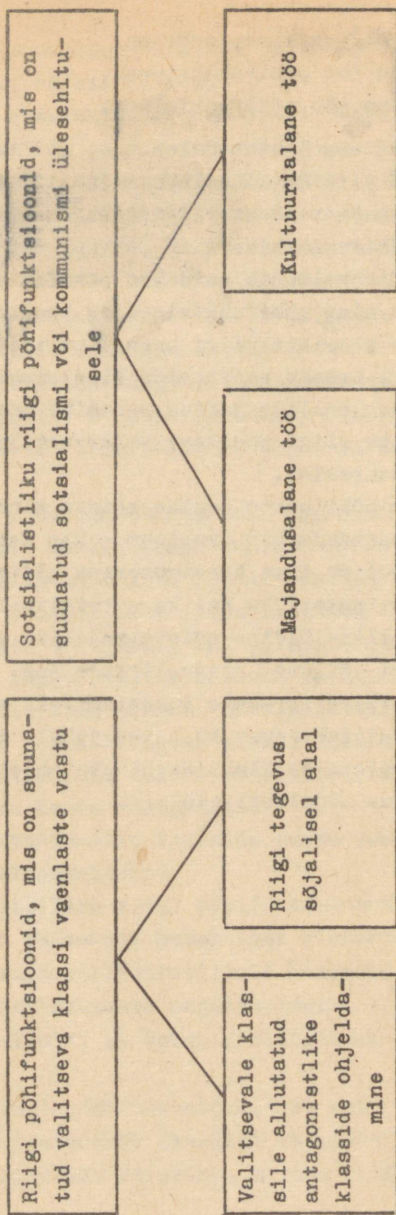 Riigi põhifunktsioonid, mis on suuna-
tud valitseva klassi vaenlaste vastu
Sotsialistliku riigi põhifunktsioonid, mis on
suunatud sotsialismi või kommunismi ülesehitu-
sele
Valitsevale klas-
sile allutatud
antagonistlike
klasside ohjelda-
mine
Riigi tegevus
sõjalisel alal
Majandusalane töö
Kultuurialane töö